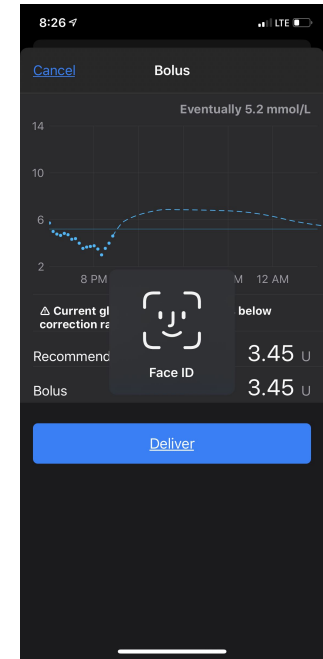 8:26 LTE
Cancel Bolus
Eventually 5.2 mmol/L
14
10
6
2
8 PM M 12 AM
⚠ Current gl below
correction ra
Recommend 3.45 U
Face ID
Bolus 3.45 U
Deliver